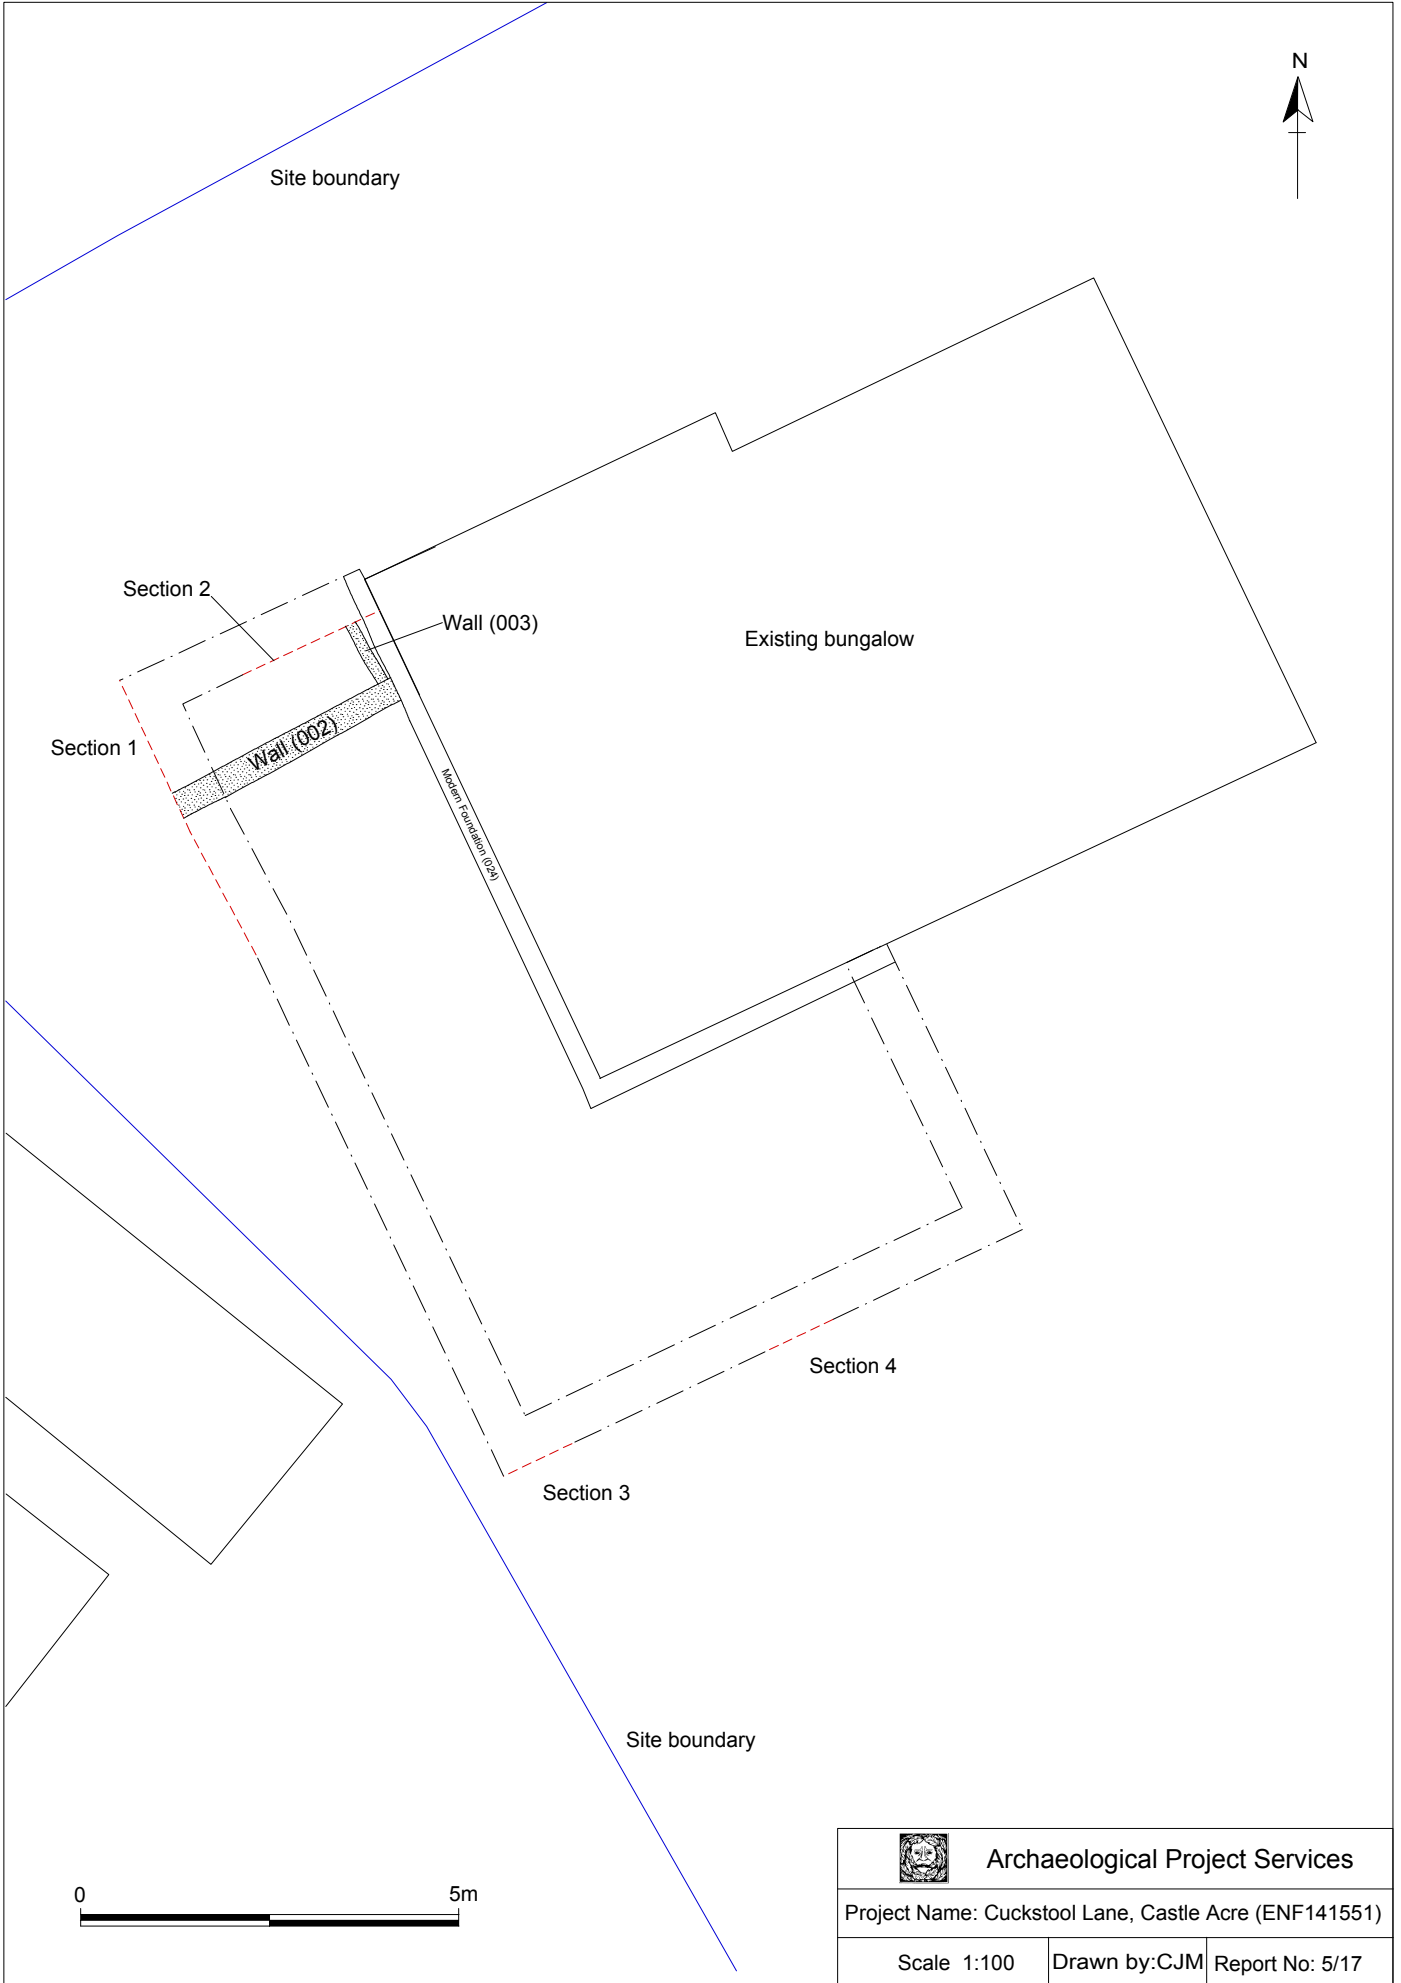 N
Site boundary
Section 2
Wall (003)
Existing bungalow
Section 1
Wall (002)
Modern Foundation (024)
Section 4
Section 3
Site boundary
0 5m
Archaeological Project Services
Project Name: Cuckstool Lane, Castle Acre (ENF141551)
Scale 1:100 Drawn by:CJM Report No: 5/17